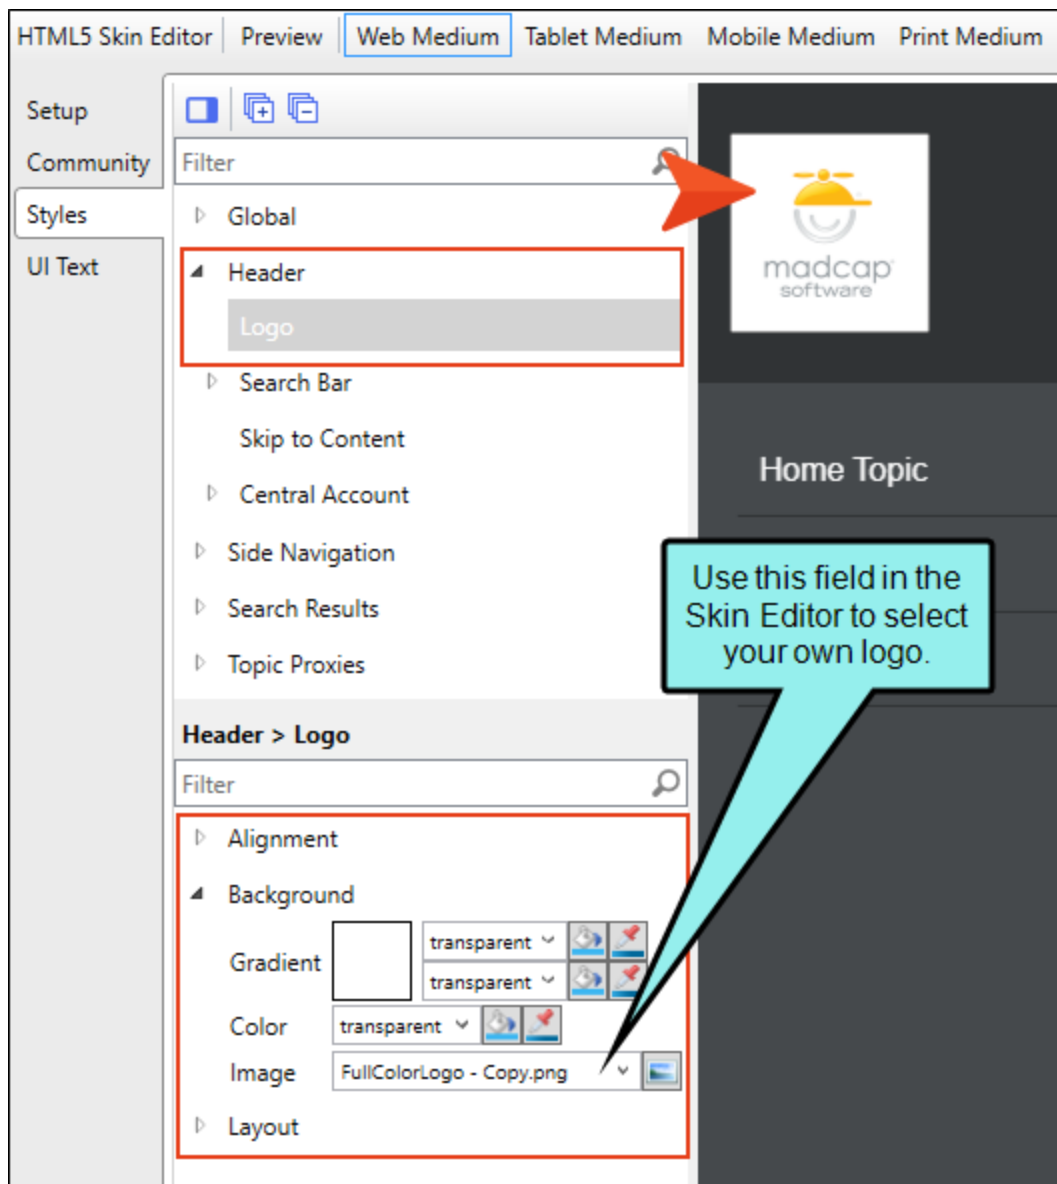 HTML5 Skin Editor Preview Web Medium Tablet Medium Mobile Medium Print Medium
Setup
Community
Styles
UI Text
Filter
Global
Header
Logo
Search Bar
Skip to Content
Central Account
Side Navigation
Search Results
Topic Proxies
Header > Logo
Filter
Alignment
Background
Gradient
transparent
transparent
Color
transparent
Image
FullColorLogo - Copy.png
Layout
madcap
software
Home Topic
Use this field in the
Skin Editor to select
your own logo.